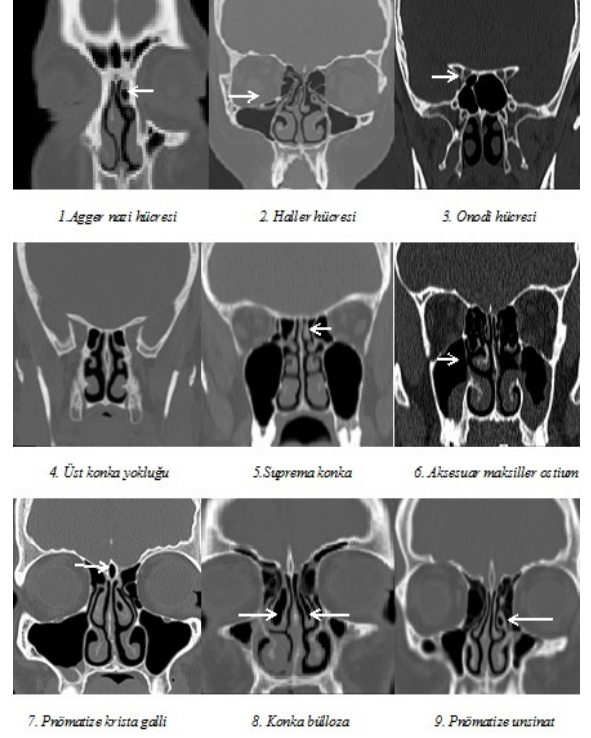 1.Agger nazi hücresi
2. Haller hücresi
3. Onodi hücresi
4. Üst konka yokluğu
5.Suprema konka
6. Aksesuar maksiller ostium
7. Pnömatize krista galli
8. Konka bülloza
9. Pnömatize unsinat